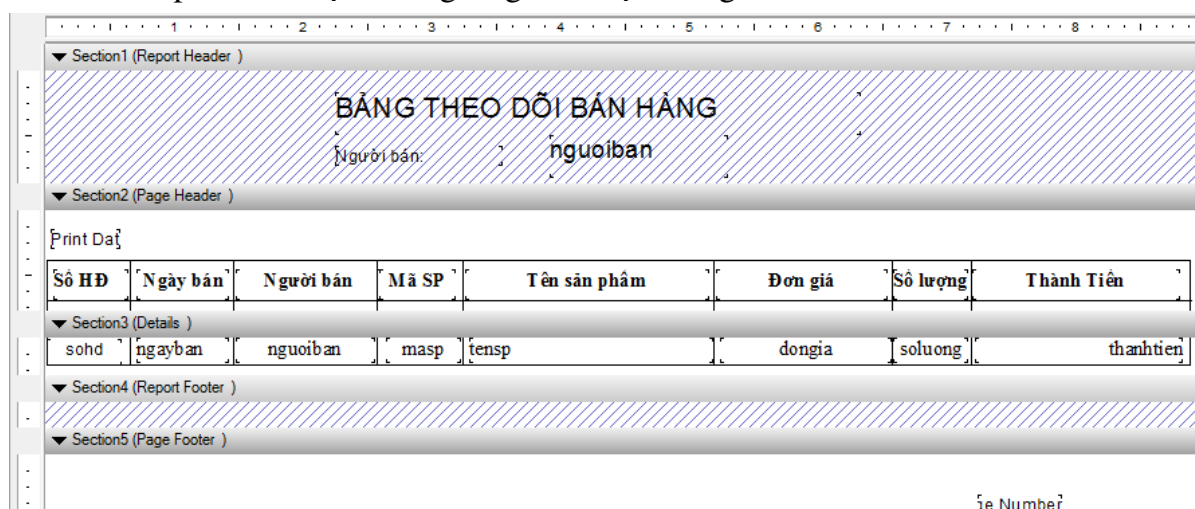 1 2 3 4 5 6 7 8
Section1 (Report Header )
BẢNG THEO DÕI BÁN HÀNG
Người bán: nguoiban
Section2 (Page Header )
Print Dat
Số HĐ Ngày bán Người bán Mã SP Tên sản phẩm Đơn giá Số lượng Thành Tiền
Section3 (Details )
sohd ngayban nguoiban masp tensp dongia soluong thanhtien
Section4 (Report Footer )
Section5 (Page Footer )
ge Number